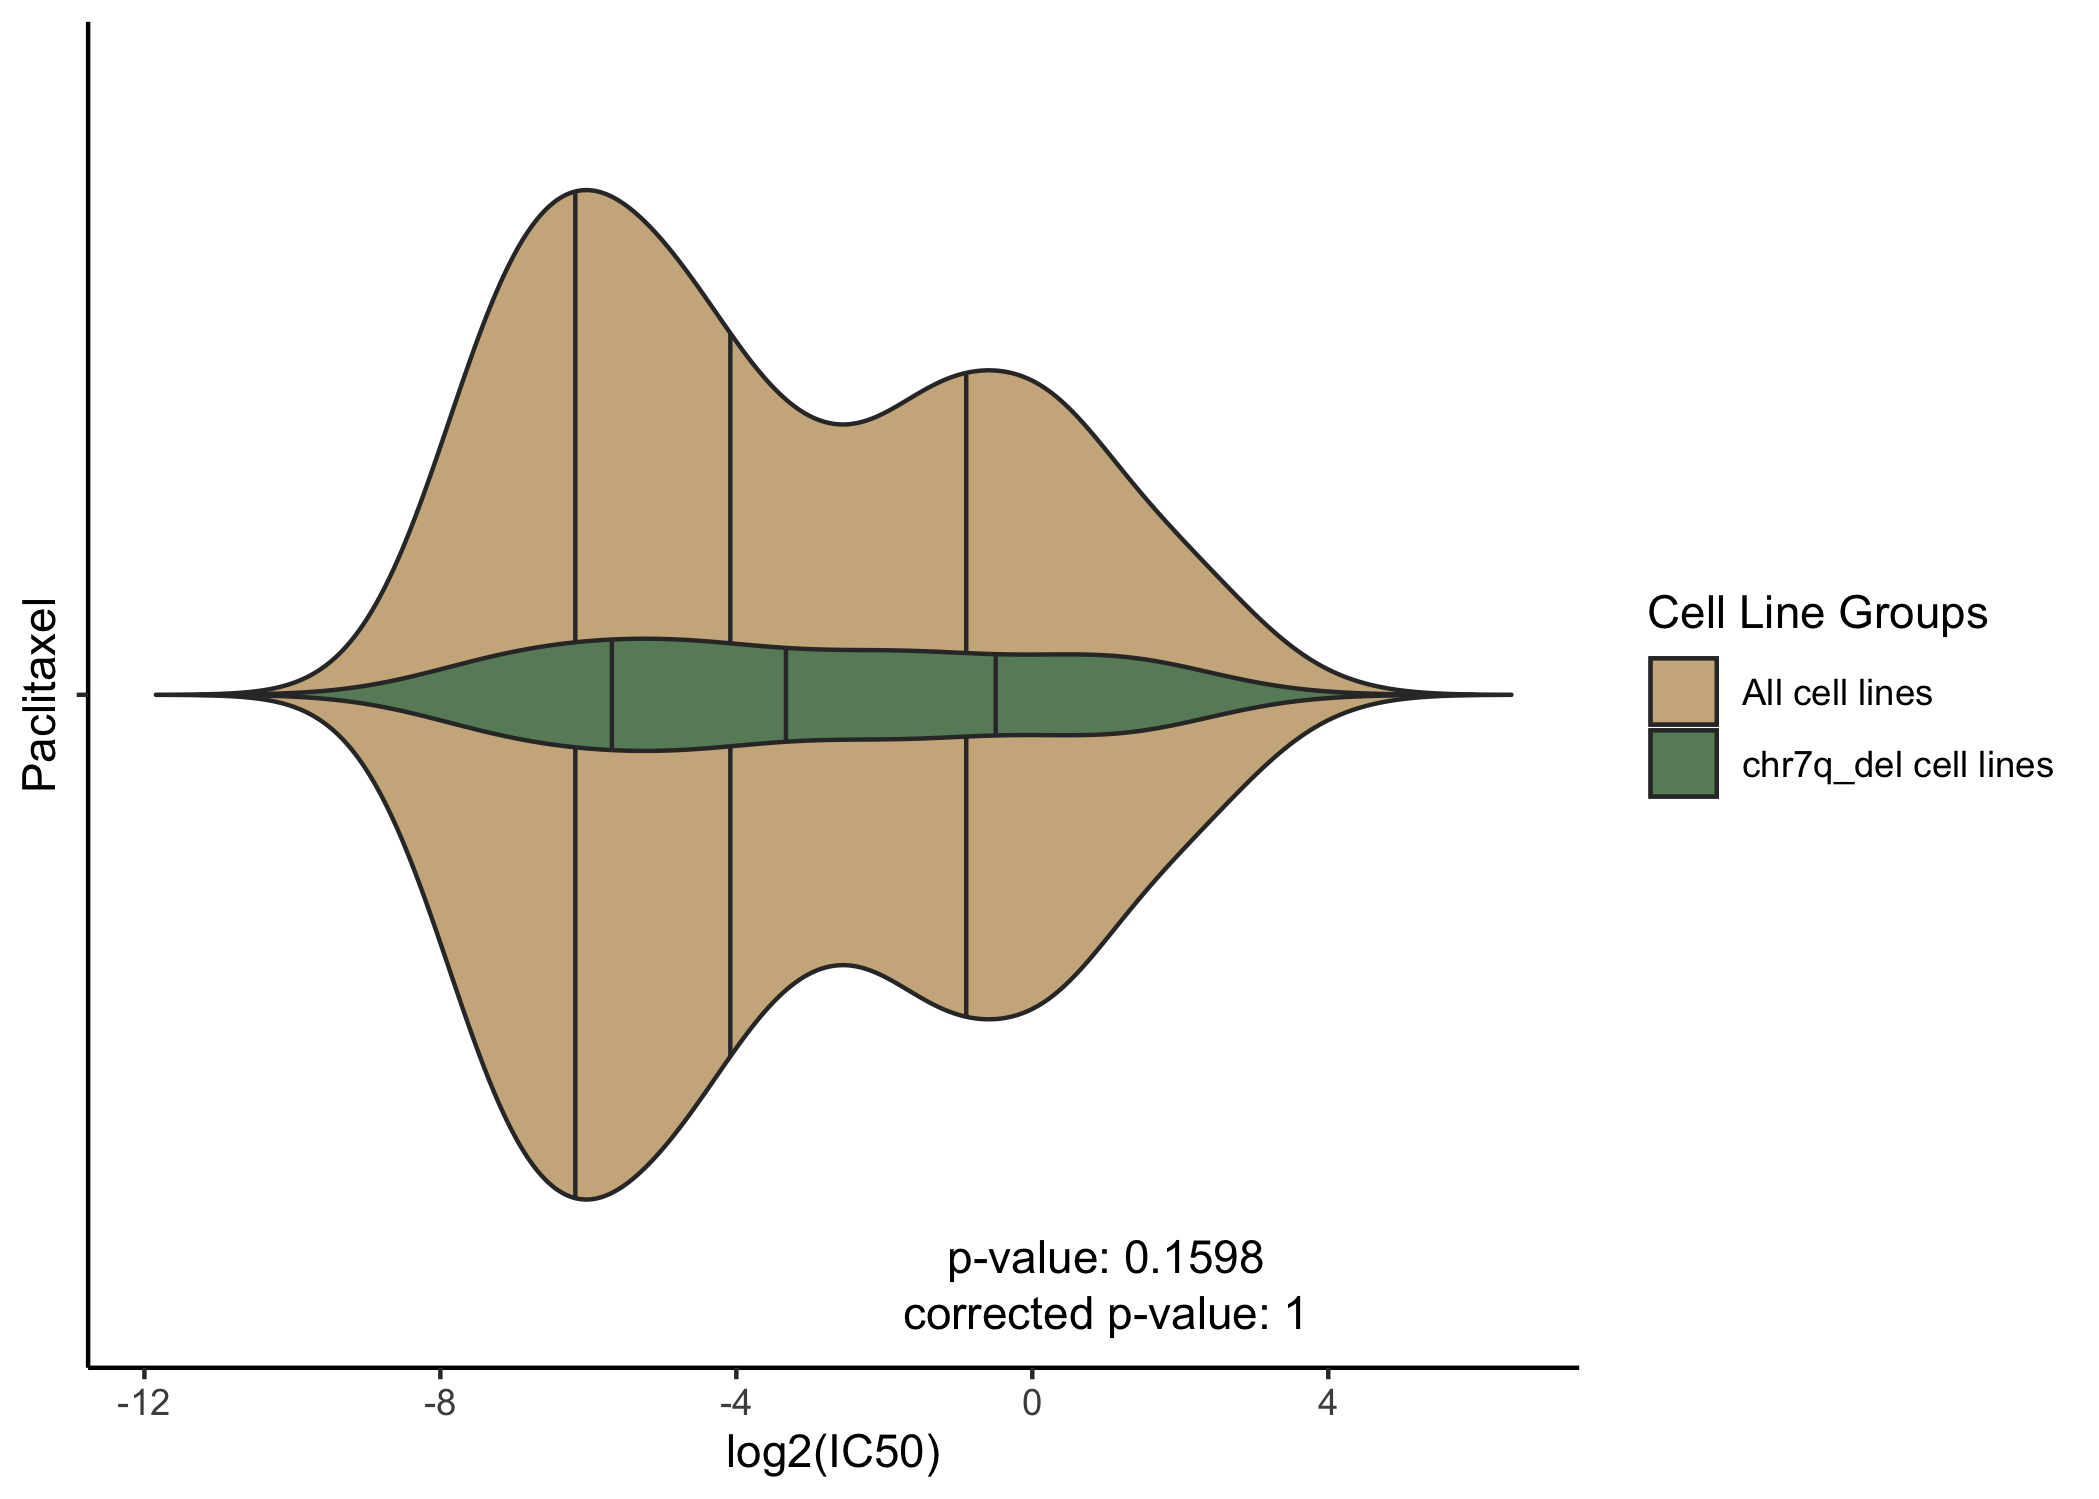 Paclitaxel
Cell Line Groups
All cell lines
chr7q_del cell lines
p-value: 0.1598
corrected p-value: 1
-12 -8 -4 0 4
log2(IC50)